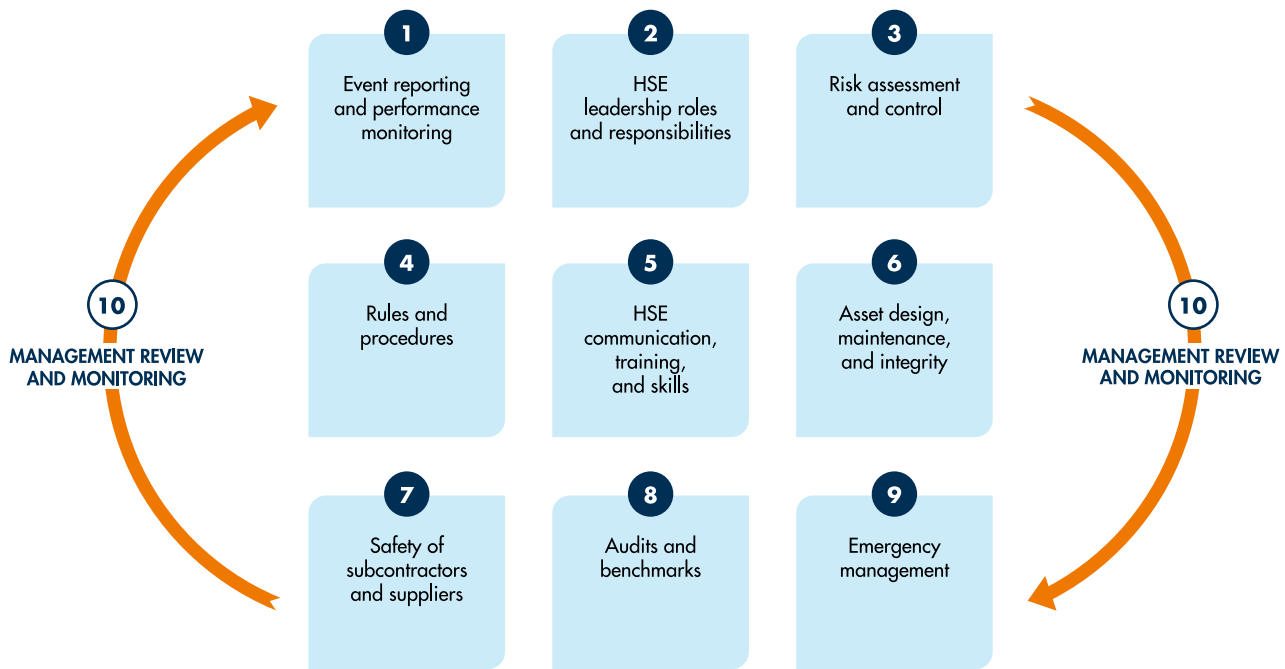 1
Event reporting
and performance
monitoring
2
HSE
leadership roles
and responsibilities
3
Risk assessment
and control
4
Rules and
procedures
5
HSE
communication,
training,
and skills
6
Asset design,
maintenance,
and integrity
7
Safety of
subcontractors
and suppliers
8
Audits and
benchmarks
9
Emergency
management
10
MANAGEMENT REVIEW
AND MONITORING
10
MANAGEMENT REVIEW
AND MONITORING